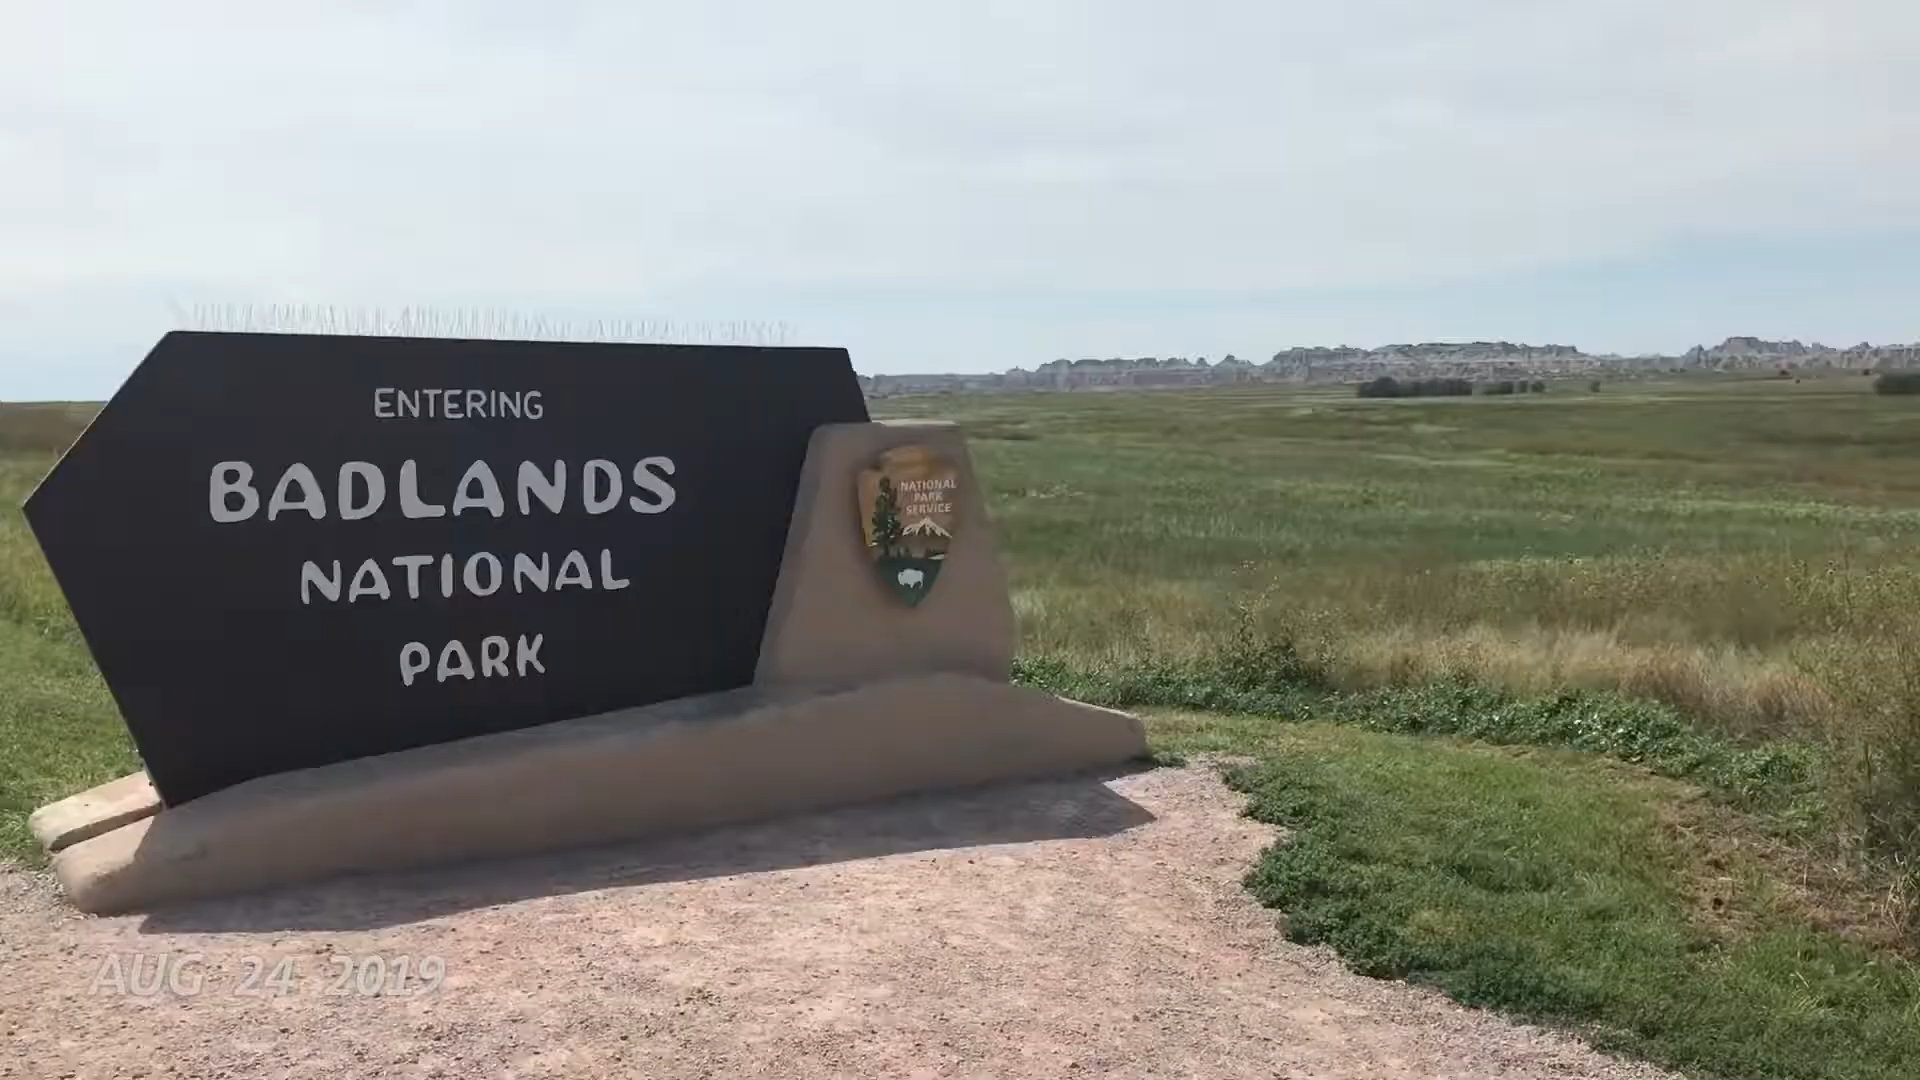 ENTERING
BADLANDS
NATIONAL
PARK
NATIONAL
PARK
SERVICE
AUG 24 2019